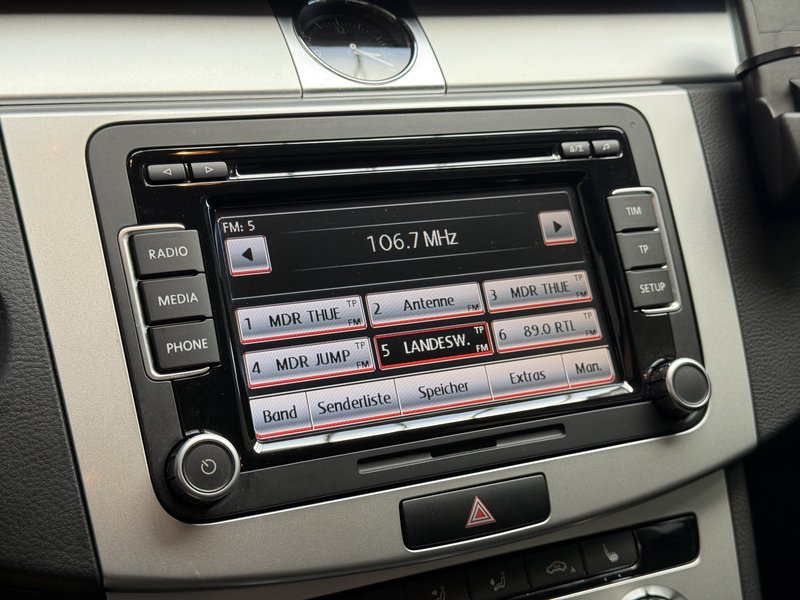 FM: 5
106.7 MHz
1 MDR THUE TP FM
2 Antenne FM
3 MDR THUE TP FM
4 MDR JUMP TP FM
5 LANDESW. TP FM
6 89.0 RTL TP FM
Band Senderliste Speicher Extras Man.
RADIO
MEDIA
PHONE
TIM
TP
SETUP